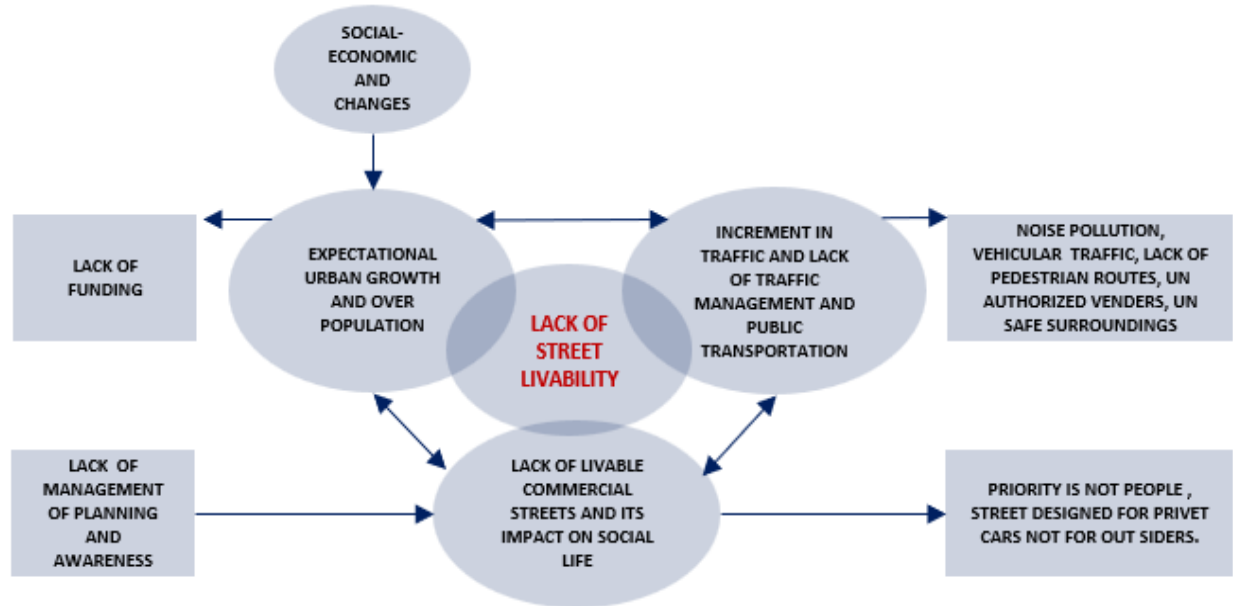 SOCIAL-
ECONOMIC
AND
CHANGES
LACK OF
FUNDING
EXPECTATIONAL
URBAN GROWTH
AND OVER
POPULATION
INCREMENT IN
TRAFFIC AND LACK
OF TRAFFIC
MANAGEMENT AND
PUBLIC
TRANSPORTATION
NOISE POLLUTION,
VEHICULAR TRAFFIC, LACK OF
PEDESTRIAN ROUTES, UN
AUTHORIZED VENDERS, UN
SAFE SURROUNDINGS
LACK OF
STREET
LIVABILITY
LACK OF
MANAGEMENT
OF PLANNING
AND
AWARENESS
LACK OF LIVABLE
COMMERCIAL
STREETS AND ITS
IMPACT ON SOCIAL
LIFE
PRIORITY IS NOT PEOPLE ,
STREET DESIGNED FOR PRIVET
CARS NOT FOR OUT SIDERS.